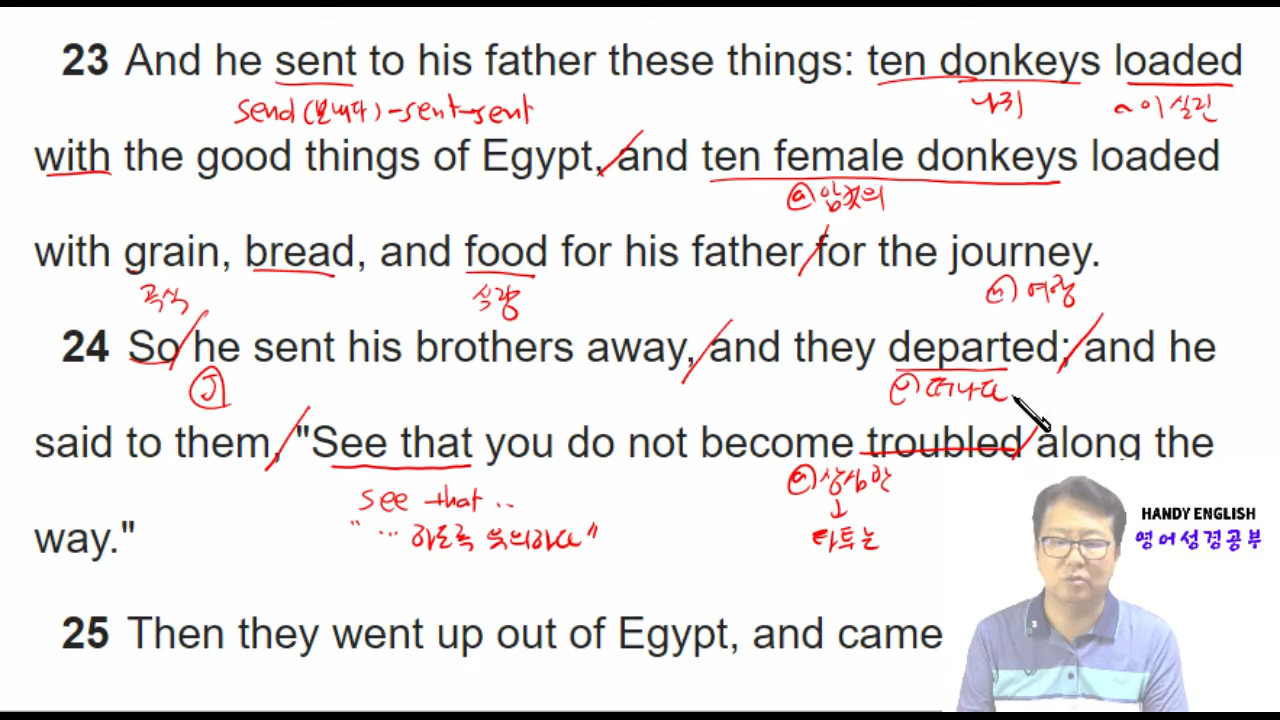 23 And he sent to his father these things: ten donkeys loaded
send(보내다)-sent-sent 나귀 ~이 실린
with the good things of Egypt, and ten female donkeys loaded
ⓐ암컷의
with grain, bread, and food for his father for the journey.
곡식 식량 ⓝ여정
24 So he sent his brothers away, and they departed; and he
J ⓥ떠나다
said to them, "See that you do not become troubled along the
see that .. ⓐ상심한
way." "... 하도록 유의하다" ↓ 다투는
HANDY ENGLISH
영어성경공부
25 Then they went up out of Egypt, and came